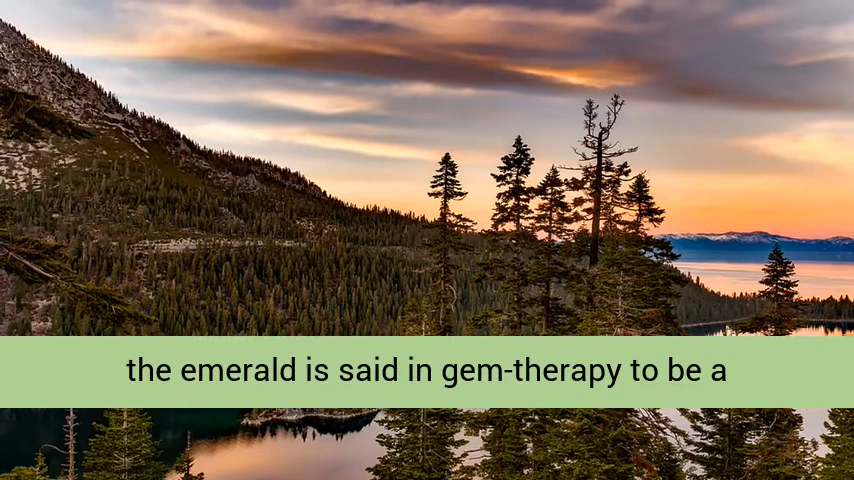 the emerald is said in gem-therapy to be a